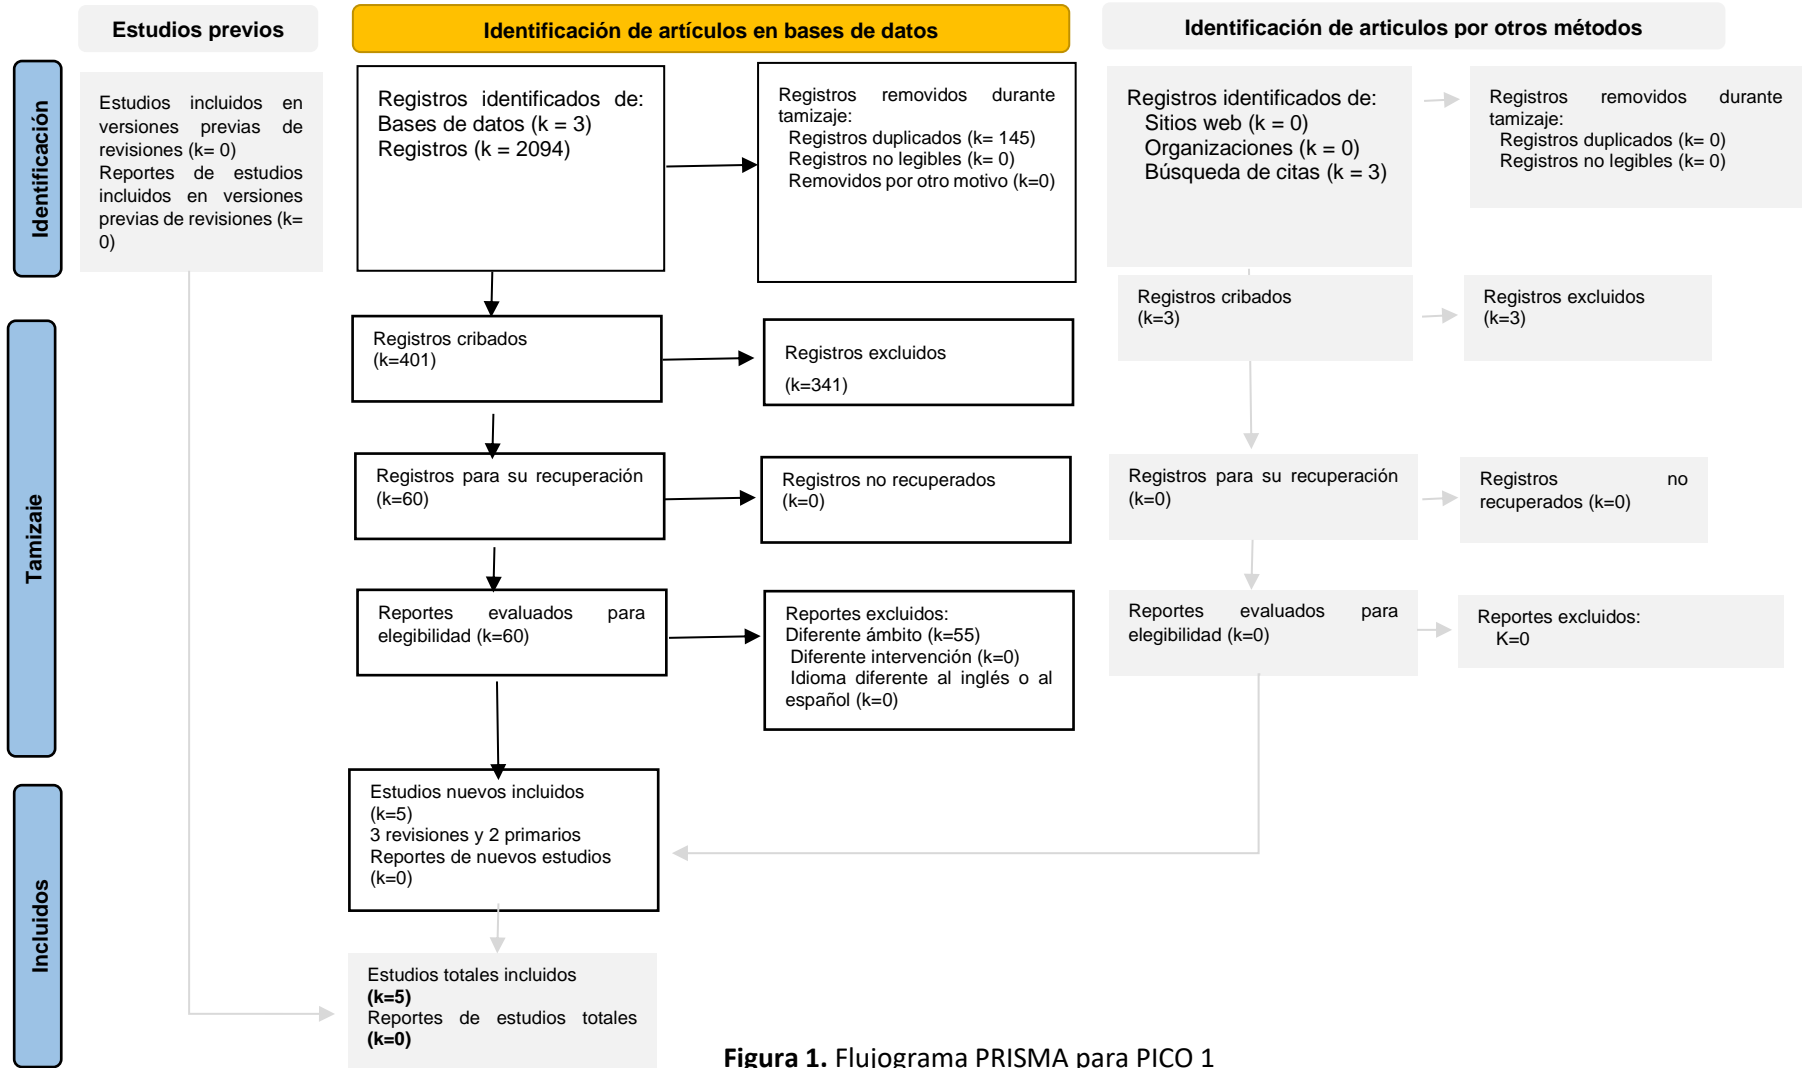 Estudios previos
Identificación de artículos en bases de datos
Identificación de articulos por otros métodos
Identificación
Estudios incluidos en
versiones previas de
revisiones (k= 0)
Reportes de estudios
incluidos en versiones
previas de revisiones (k=
0)
Registros identificados de:
Bases de datos (k = 3)
Registros (k = 2094)
Registros removidos durante
tamizaje:
Registros duplicados (k= 145)
Registros no legibles (k= 0)
Removidos por otro motivo (k=0)
Registros identificados de:
Sitios web (k = 0)
Organizaciones (k = 0)
Búsqueda de citas (k = 3)
Registros removidos durante
tamizaje:
Registros duplicados (k= 0)
Registros no legibles (k= 0)
Tamizaje
Registros cribados
(k=401)
Registros excluidos
(k=341)
Registros cribados
(k=3)
Registros excluidos
(k=3)
Registros para su recuperación
(k=60)
Registros no recuperados
(k=0)
Registros para su recuperación
(k=0)
Registros no
recuperados (k=0)
Reportes evaluados para
elegibilidad (k=60)
Reportes excluidos:
Diferente ámbito (k=55)
Diferente intervención (k=0)
Idioma diferente al inglés o al
español (k=0)
Reportes evaluados para
elegibilidad (k=0)
Reportes excluidos:
K=0
Incluidos
Estudios nuevos incluidos
(k=5)
3 revisiones y 2 primarios
Reportes de nuevos estudios
(k=0)
Estudios totales incluidos
(k=5)
Reportes de estudios totales
(k=0)
Figura 1. Flujograma PRISMA para PICO 1